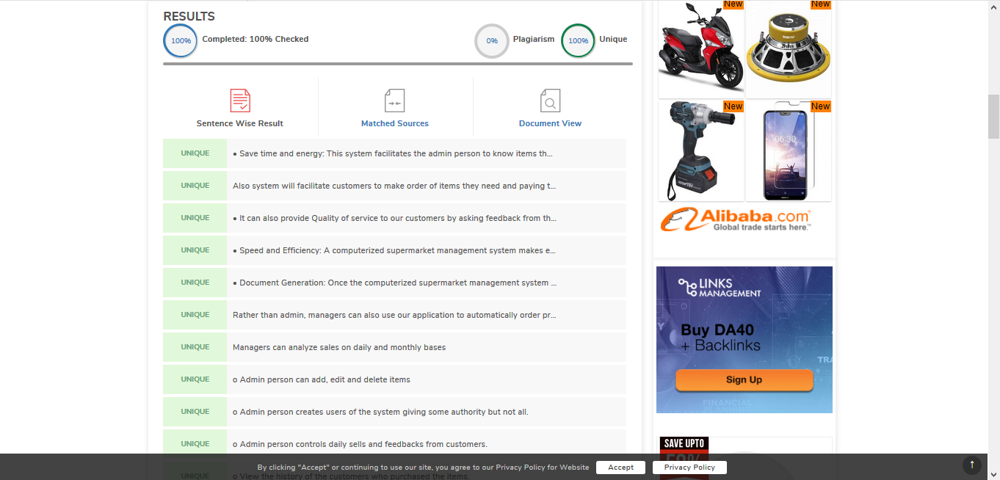 RESULTS
100%
Completed: 100% Checked
0%
Plagiarism
100%
Unique
Sentence Wise Result
Matched Sources
Document View
UNIQUE
• Save time and energy: This system facilitates the admin person to know items th...
UNIQUE
Also system will facilitate customers to make order of items they need and paying t...
UNIQUE
• It can also provide Quality of service to our customers by asking feedback from th...
UNIQUE
• Speed and Efficiency: A computerized supermarket management system makes e...
UNIQUE
• Document Generation: Once the computerized supermarket management system ...
UNIQUE
Rather than admin, managers can also use our application to automatically order pr...
UNIQUE
Managers can analyze sales on daily and monthly bases
UNIQUE
o Admin person can add, edit and delete items
UNIQUE
o Admin person creates users of the system giving some authority but not all.
UNIQUE
o Admin person controls daily sells and feedbacks from customers.
o View the history of the customers who purchased the items.
New
New
New
New
06:30
Alibaba.com
Global trade starts here.™
LINKS
MANAGEMENT
Buy DA40
+ Backlinks
TRA
Sign Up
FINANCIAL
SAVE UPTO
50%
By clicking "Accept" or continuing to use our site, you agree to our Privacy Policy for Website
Accept
Privacy Policy